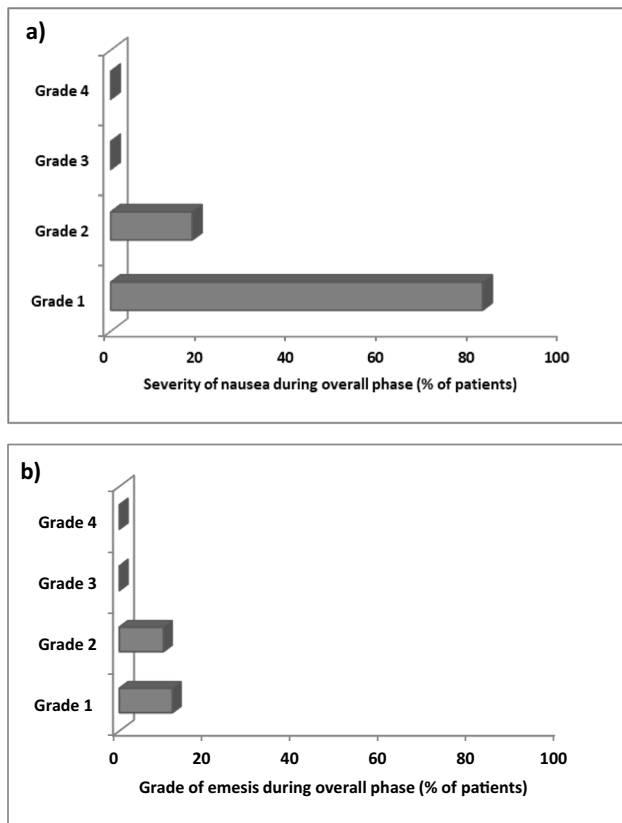 a)
Grade 4
Grade 3
Grade 2
Grade 1
0 20 40 60 80 100
Severity of nausea during overall phase (% of patients)
b)
Grade 4
Grade 3
Grade 2
Grade 1
0 20 40 60 80 100
Grade of emesis during overall phase (% of patients)